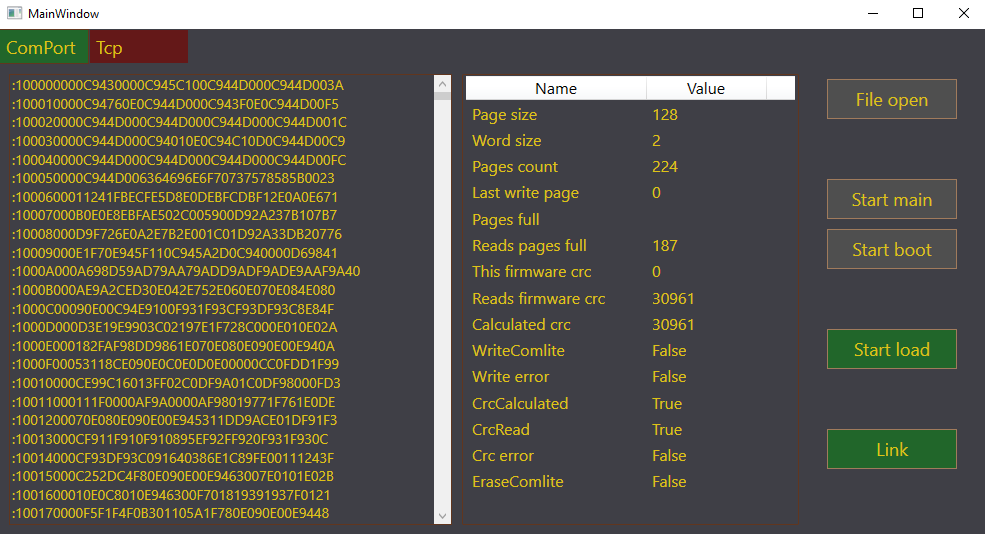 MainWindow
ComPort Tcp
:100000000C9430000C945C100C944D000C944D003A
:100010000C94760E0C944D000C943F0E0C944D00F5
:100020000C944D000C944D000C944D000C944D001C
:100030000C944D000C94010E0C94C10D0C944D00C9
:100040000C944D000C944D000C944D000C944D00FC
:100050000C944D006364696E6F70737578585B0023
:1000600011241FBECFE5D8E0DEBFCDBF12E0A0E671
:10007000B0E0E8EBFAE502C005900D92A237B107B7
:10008000D9F726E0A2E7B2E001C01D92A33DB20776
:10009000E1F70E945F110C945A2D0C940000D69841
:1000A000A698D59AD79AA79ADD9ADF9ADE9AAF9A40
:1000B000AE9A2CED30E042E752E060E070E084E080
:1000C00090E00C94E9100F931F93CF93DF93C8E84F
:1000D000D3E19E9903C02197E1F728C000E010E02A
:1000E000182FAF98DD9861E070E080E090E00E940A
:1000F00053118CE090E0C0E0D0E00000CC0FDD1F99
:10010000CE99C16013FF02C0DF9A01C0DF98000FD3
:10011000111F0000AF9A0000AF98019771F761E0DE
:1001200070E080E090E00E945311DD9ACE01DF91F3
:10013000CF911F910F910895EF92FF920F931F930C
:10014000CF93DF93C091640386E1C89FE00111243F
:10015000C252DC4F80E090E00E9463007E0101E02B
:1001600010E0C8010E946300F701819391937F0121
:100170000F5F1F4F0B301105A1F780E090E00E9448
Name Value
Page size 128
Word size 2
Pages count 224
Last write page 0
Pages full
Reads pages full 187
This firmware crc 0
Reads firmware crc 30961
Calculated crc 30961
WriteComlite False
Write error False
CrcCalculated True
CrcRead True
Crc error False
EraseComlite False
File open
Start main
Start boot
Start load
Link